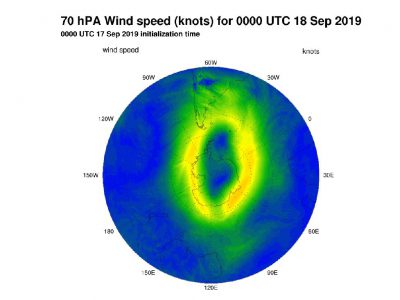 70 hPA Wind speed (knots) for 0000 UTC 18 Sep 2019
0000 UTC 17 Sep 2019 initialization time
wind speed knots
60W
90W 30W
120W 0
150W 30E
180 60E
150E 90E
120E